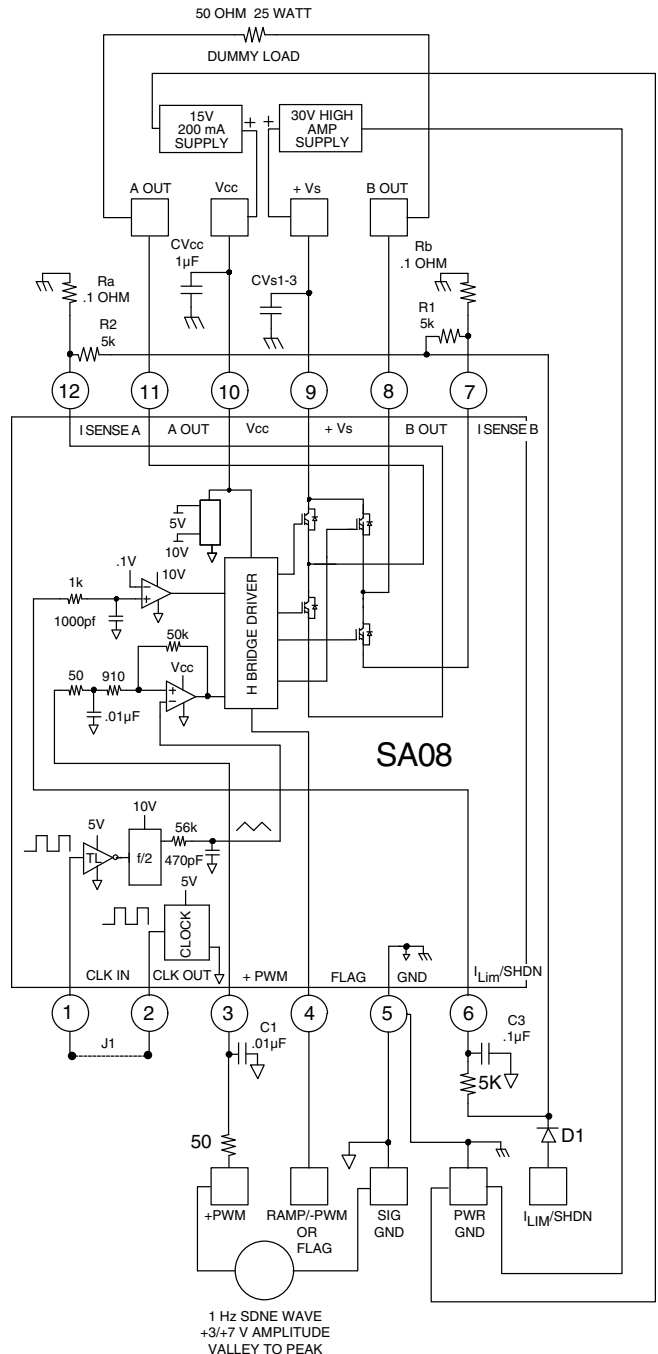 50 OHM 25 WATT
DUMMY LOAD
15V
200 mA
SUPPLY
+
+
30V HIGH
AMP
SUPPLY
A OUT
Vcc
+ Vs
B OUT
CVcc
1µF
CVs1-3
Ra
.1 OHM
Rb
.1 OHM
R2
5k
R1
5k
12
11
10
9
8
7
I SENSE A
A OUT
Vcc
+ Vs
B OUT
I SENSE B
5V
10V
.1V
10V
1k
1000pf
–
+
H BRIDGE DRIVER
50k
50
910
Vcc
+
–
.01µF
SA08
10V
5V
56k
TL
f/2
470pF
5V
CLOCK
CLK IN
CLK OUT
+ PWM
FLAG
GND
ILim/SHDN
1
2
3
4
5
6
J1
C1
.01µF
C3
.1µF
5K
50
D1
+PWM
RAMP/-PWM
OR
FLAG
SIG
GND
PWR
GND
ILIM/SHDN
1 Hz SDNE WAVE
+3/+7 V AMPLITUDE
VALLEY TO PEAK